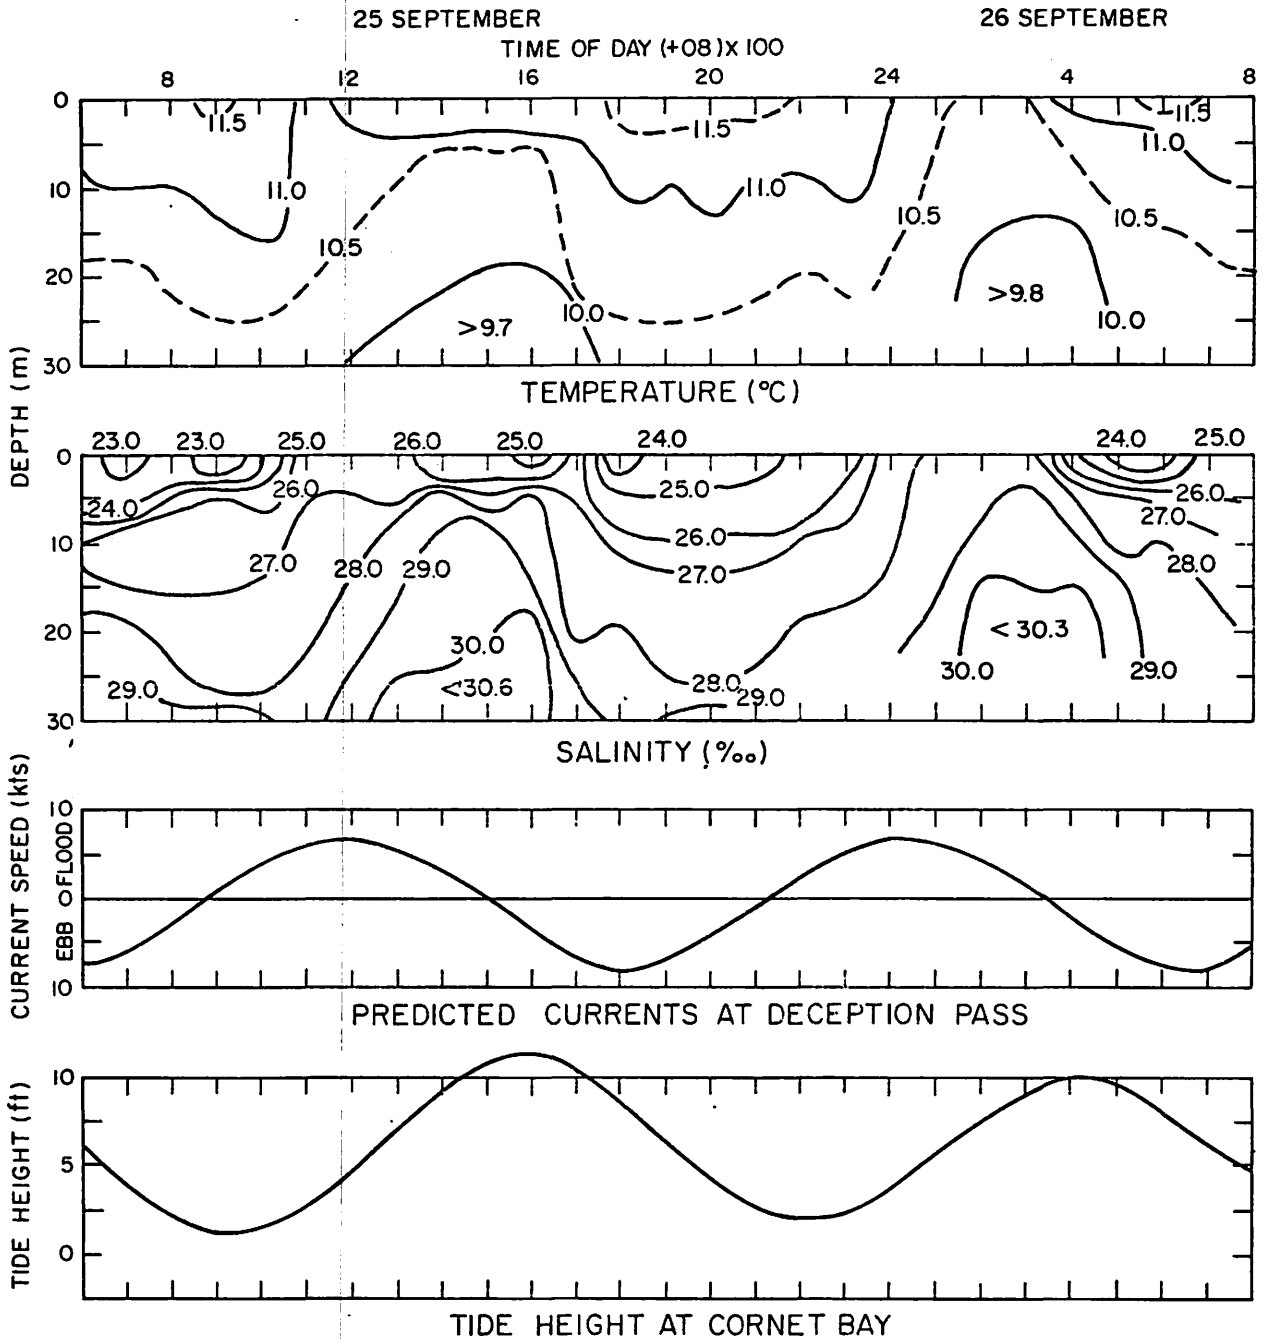 25 SEPTEMBER 26 SEPTEMBER
TIME OF DAY (+08) x 100
8 12 16 20 24 4 8
0
11.5 11.5 11.5
11.0
10 11.0 11.0
10.5 10.5 10.5
20
>9.8
10.0 10.0
>9.7
30
TEMPERATURE (°C)
DEPTH (m)
23.0 23.0 25.0 26.0 25.0 24.0 24.0 25.0
0
26.0 25.0 26.0
24.0 27.0
10 26.0
27.0 28.0 29.0 27.0 28.0
20 30.0 < 30.3
30.0 29.0
29.0 <30.6 28.0 29.0
30
SALINITY (‰)
CURRENT SPEED (kts)
10
FLOOD
0
EBB
10
PREDICTED CURRENTS AT DECEPTION PASS
TIDE HEIGHT (ft)
10
5
0
TIDE HEIGHT AT CORNET BAY